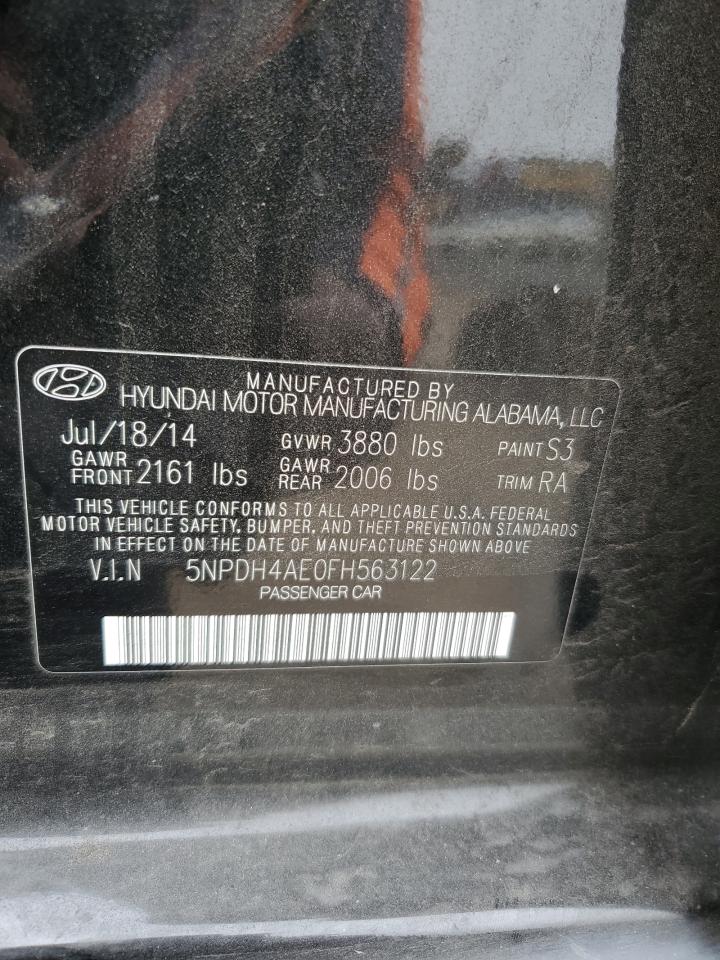 MANUFACTURED BY
HYUNDAI MOTOR MANUFACTURING ALABAMA, LLC
Jul/18/14 GVWR 3880 lbs PAINT S3
GAWR FRONT 2161 lbs GAWR REAR 2006 lbs TRIM RA
THIS VEHICLE CONFORMS TO ALL APPLICABLE U.S.A. FEDERAL
MOTOR VEHICLE SAFETY, BUMPER, AND THEFT PREVENTION STANDARDS
IN EFFECT ON THE DATE OF MANUFACTURE SHOWN ABOVE
V.I.N 5NPDH4AE0FH563122
PASSENGER CAR